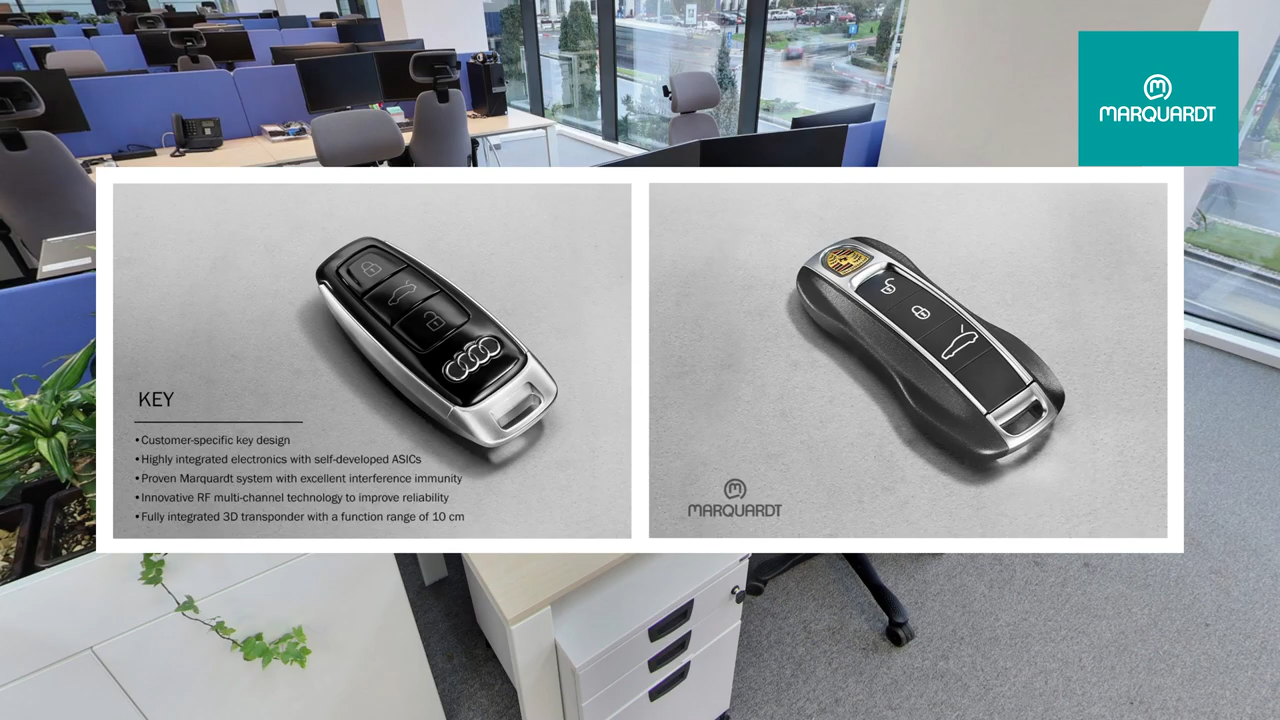 MARQUARDT
KEY
•Customer-specific key design
•Highly integrated electronics with self-developed ASICs
•Proven Marquardt system with excellent interference immunity
•Innovative RF multi-channel technology to improve reliability
•Fully integrated 3D transponder with a function range of 10 cm
MARQUARDT